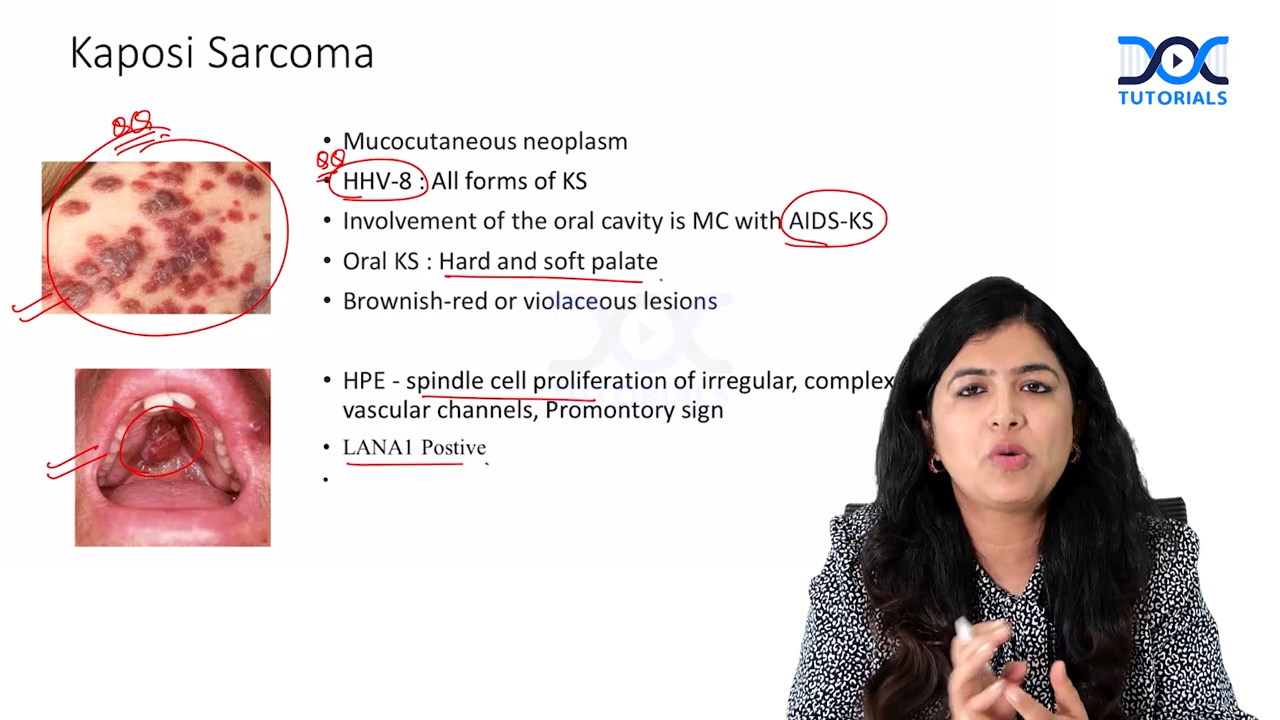 Kaposi Sarcoma
TUTORIALS
• Mucocutaneous neoplasm
HHV-8 : All forms of KS
• Involvement of the oral cavity is MC with AIDS-KS
• Oral KS : Hard and soft palate
• Brownish-red or violaceous lesions
• HPE - spindle cell proliferation of irregular, complex
vascular channels, Promontory sign
• LANA1 Postive
•
TUTORIALS